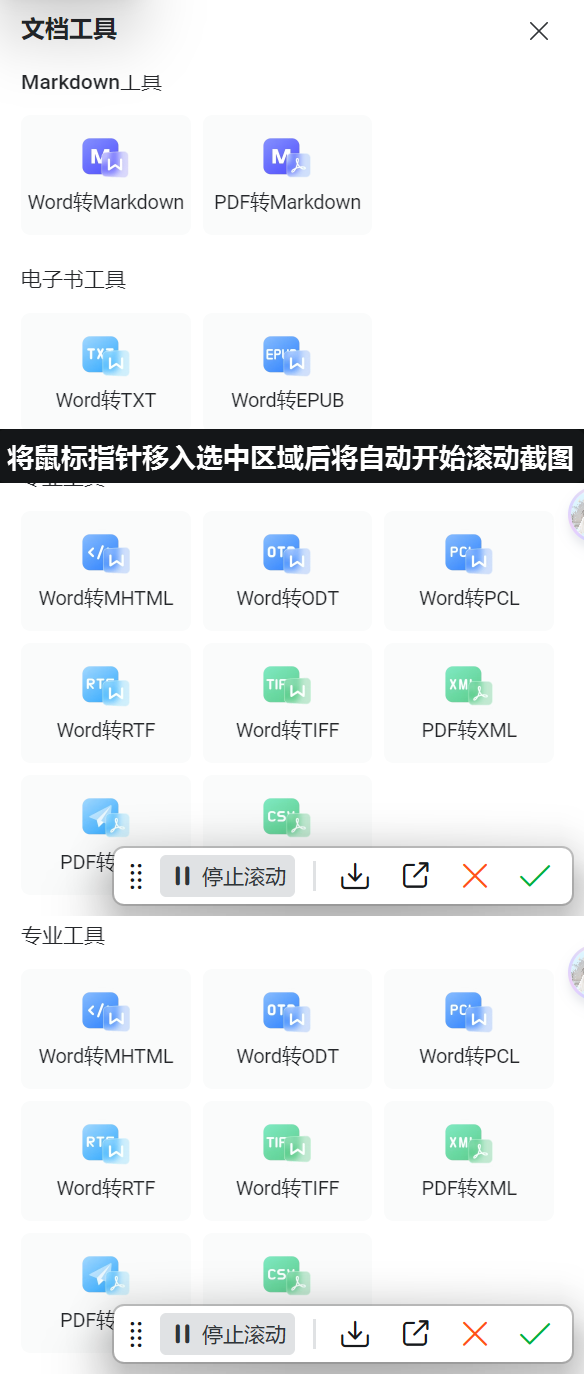 文档工具
Markdown工具
Word转Markdown PDF转Markdown
电子书工具
TXT EPUB
Word转TXT Word转EPUB
将鼠标指针移入选中区域后将自动开始滚动截图
专业工具
Word转MHTML Word转ODT Word转PCL
Word转RTF Word转TIFF PDF转XML
PDF转
停止滚动
专业工具
Word转MHTML Word转ODT Word转PCL
Word转RTF Word转TIFF PDF转XML
PDF转
停止滚动